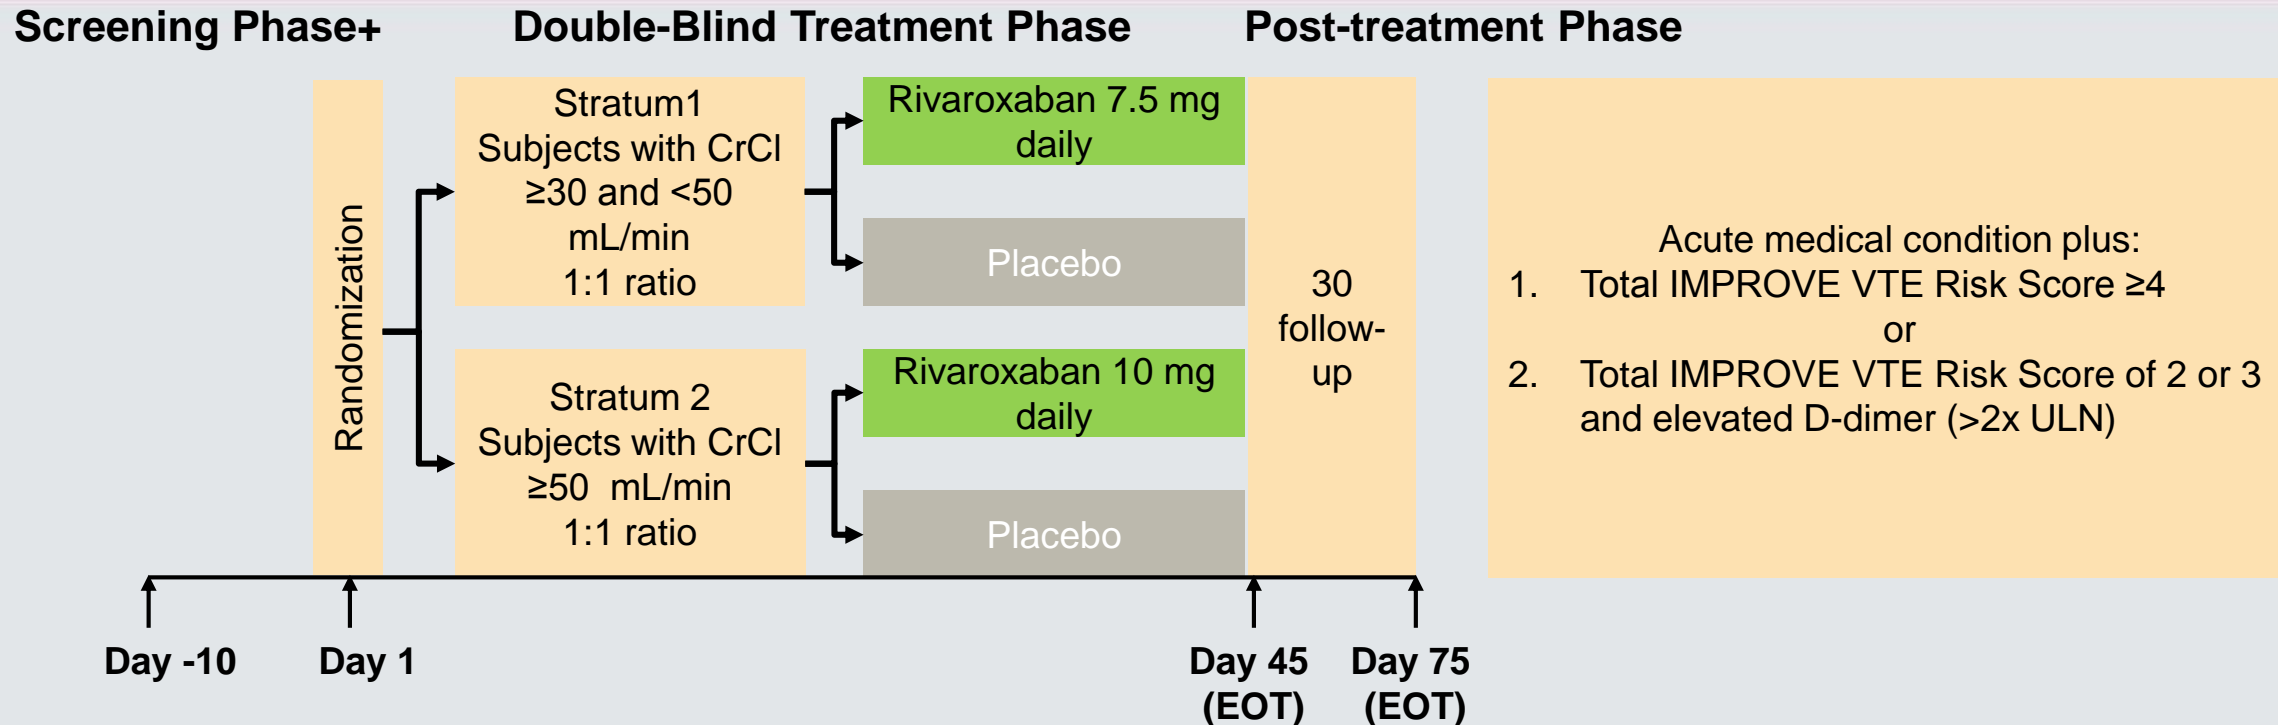 Screening Phase+
Double-Blind Treatment Phase
Post-treatment Phase
Randomization
Stratum1
Subjects with CrCl
≥30 and <50
mL/min
1:1 ratio
Rivaroxaban 7.5 mg
daily
Placebo
Stratum 2
Subjects with CrCl
≥50 mL/min
1:1 ratio
Rivaroxaban 10 mg
daily
Placebo
30
follow-
up
Acute medical condition plus:
1. Total IMPROVE VTE Risk Score ≥4
or
2. Total IMPROVE VTE Risk Score of 2 or 3
and elevated D-dimer (>2x ULN)
Day -10
Day 1
Day 45
(EOT)
Day 75
(EOT)